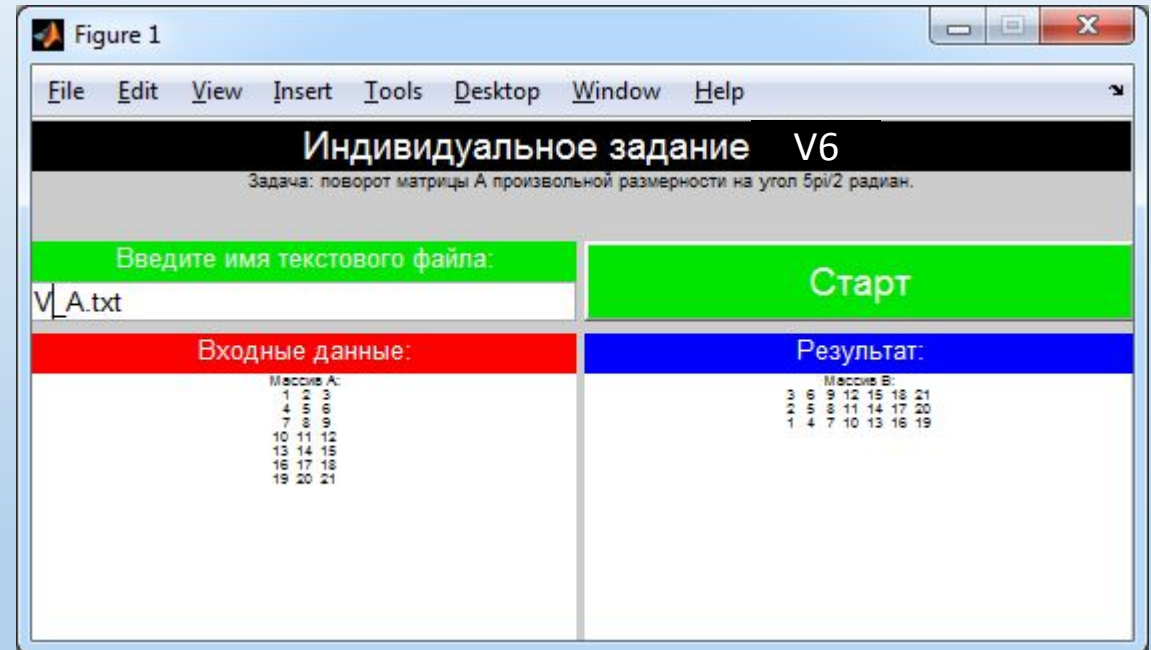 Figure 1
File Edit View Insert Tools Desktop Window Help
Индивидуальное задание V6
Задача: поворот матрицы А произвольной размерности на угол 5pi/2 радиан.
Введите имя текстового файла:
Старт
V_A.txt
Входные данные:
Массив А:
1 2 3
4 5 6
7 8 9
10 11 12
13 14 15
16 17 18
19 20 21
Результат:
Массив В:
3 6 9 12 15 18 21
2 5 8 11 14 17 20
1 4 7 10 13 16 19